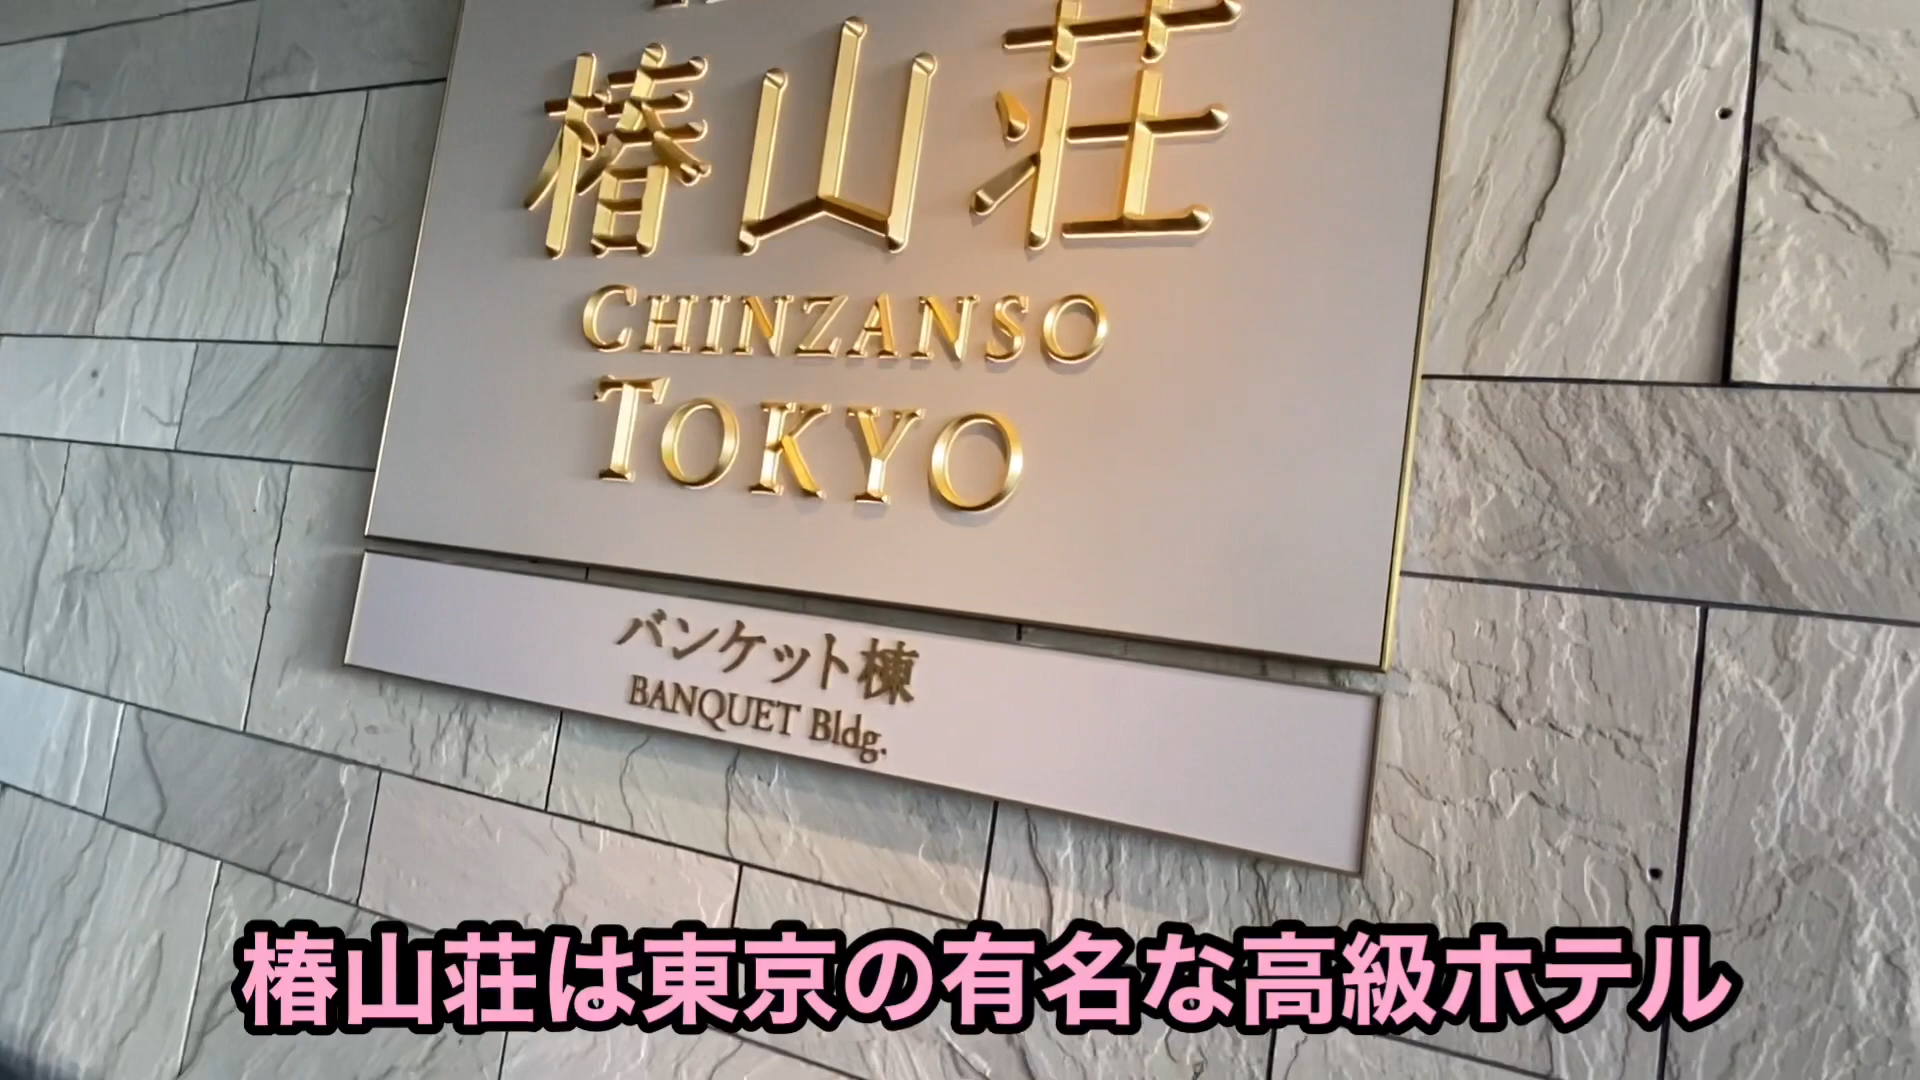 椿山荘
CHINZANSO
TOKYO
バンケット棟
BANQUET Bldg.
椿山荘は東京の有名な高級ホテル